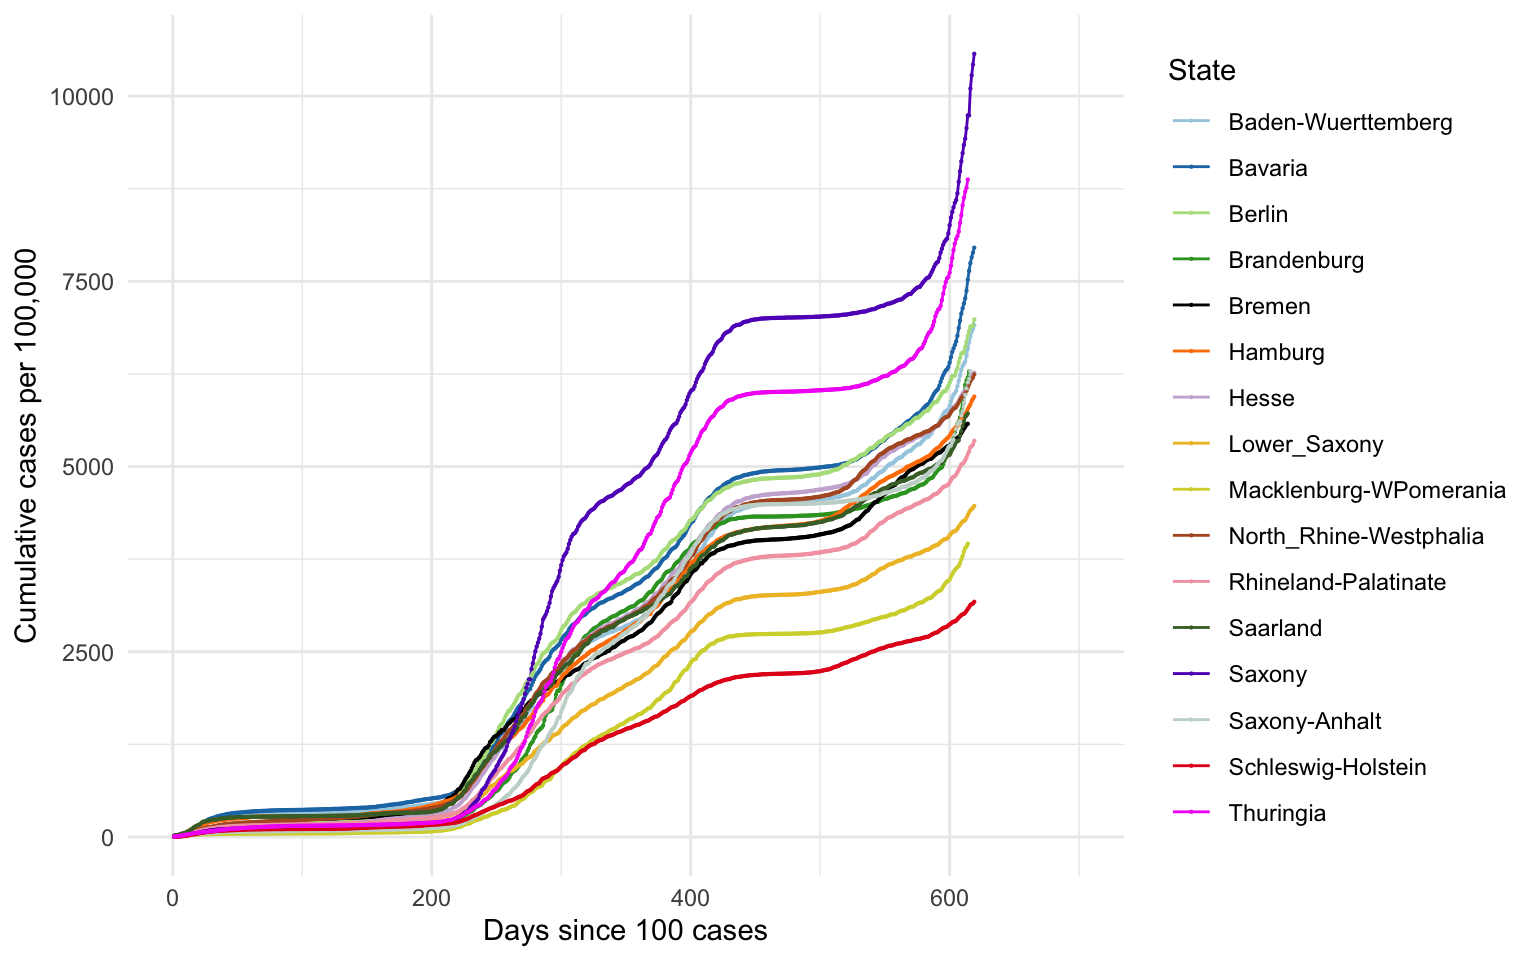 Cumulative cases per 100,000
10000
7500
5000
2500
0
0
200
400
600
Days since 100 cases
State
Baden-Wuerttemberg
Bavaria
Berlin
Brandenburg
Bremen
Hamburg
Hesse
Lower_Saxony
Macklenburg-WPomerania
North_Rhine-Westphalia
Rhineland-Palatinate
Saarland
Saxony
Saxony-Anhalt
Schleswig-Holstein
Thuringia